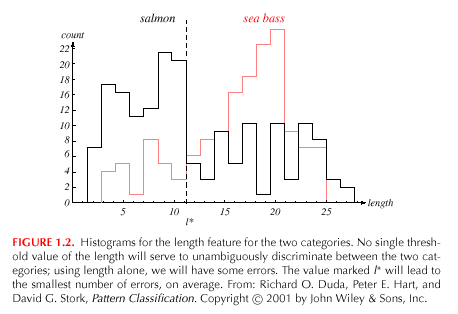 salmon sea bass
count
22
20
18
16
14
12
10
8
6
4
2
0
5 10 15 20 25 length
l*
FIGURE 1.2. Histograms for the length feature for the two categories. No single thresh-
old value of the length will serve to unambiguously discriminate between the two cat-
egories; using length alone, we will have some errors. The value marked l* will lead to
the smallest number of errors, on average. From: Richard O. Duda, Peter E. Hart, and
David G. Stork, Pattern Classification. Copyright © 2001 by John Wiley & Sons, Inc.